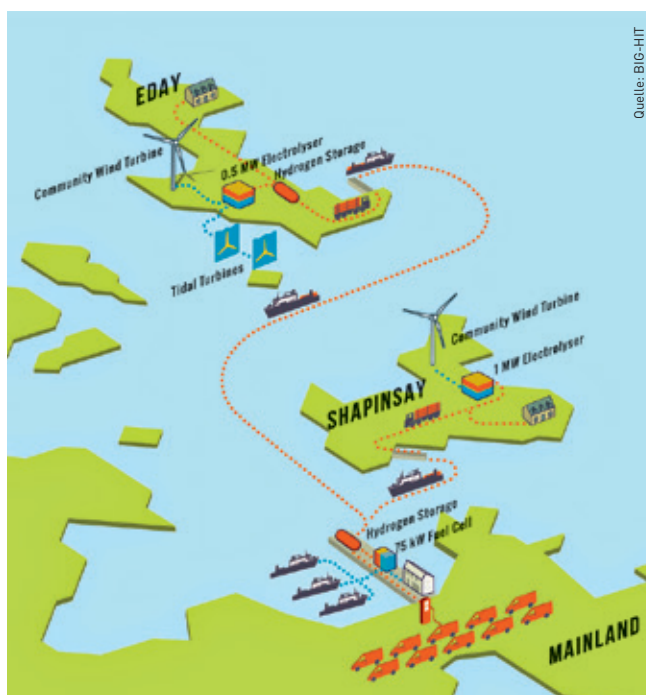 Quelle: BIG-HIT
EDAY
Community Wind Turbine
0.5 MW Electrolyser
Hydrogen Storage
Tidal Turbines
Community Wind Turbine
1 MW Electrolyser
SHAPINSAY
Hydrogen Storage
75 kW Fuel Cell
MAINLAND